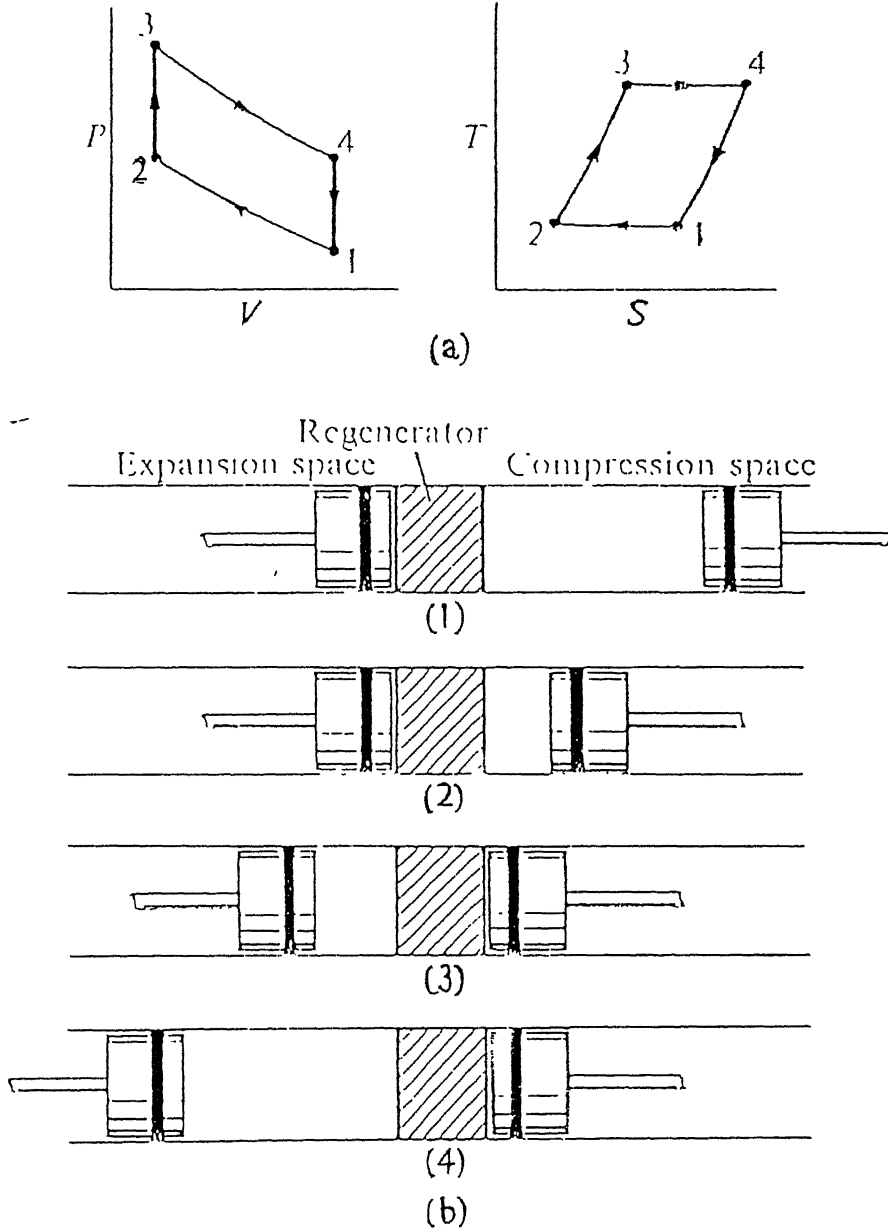 3
P
4
2
1
V
3
4
T
2
1
S
(a)
Regenerator
Expansion space
Compression space
(1)
(2)
(3)
(4)
(b)